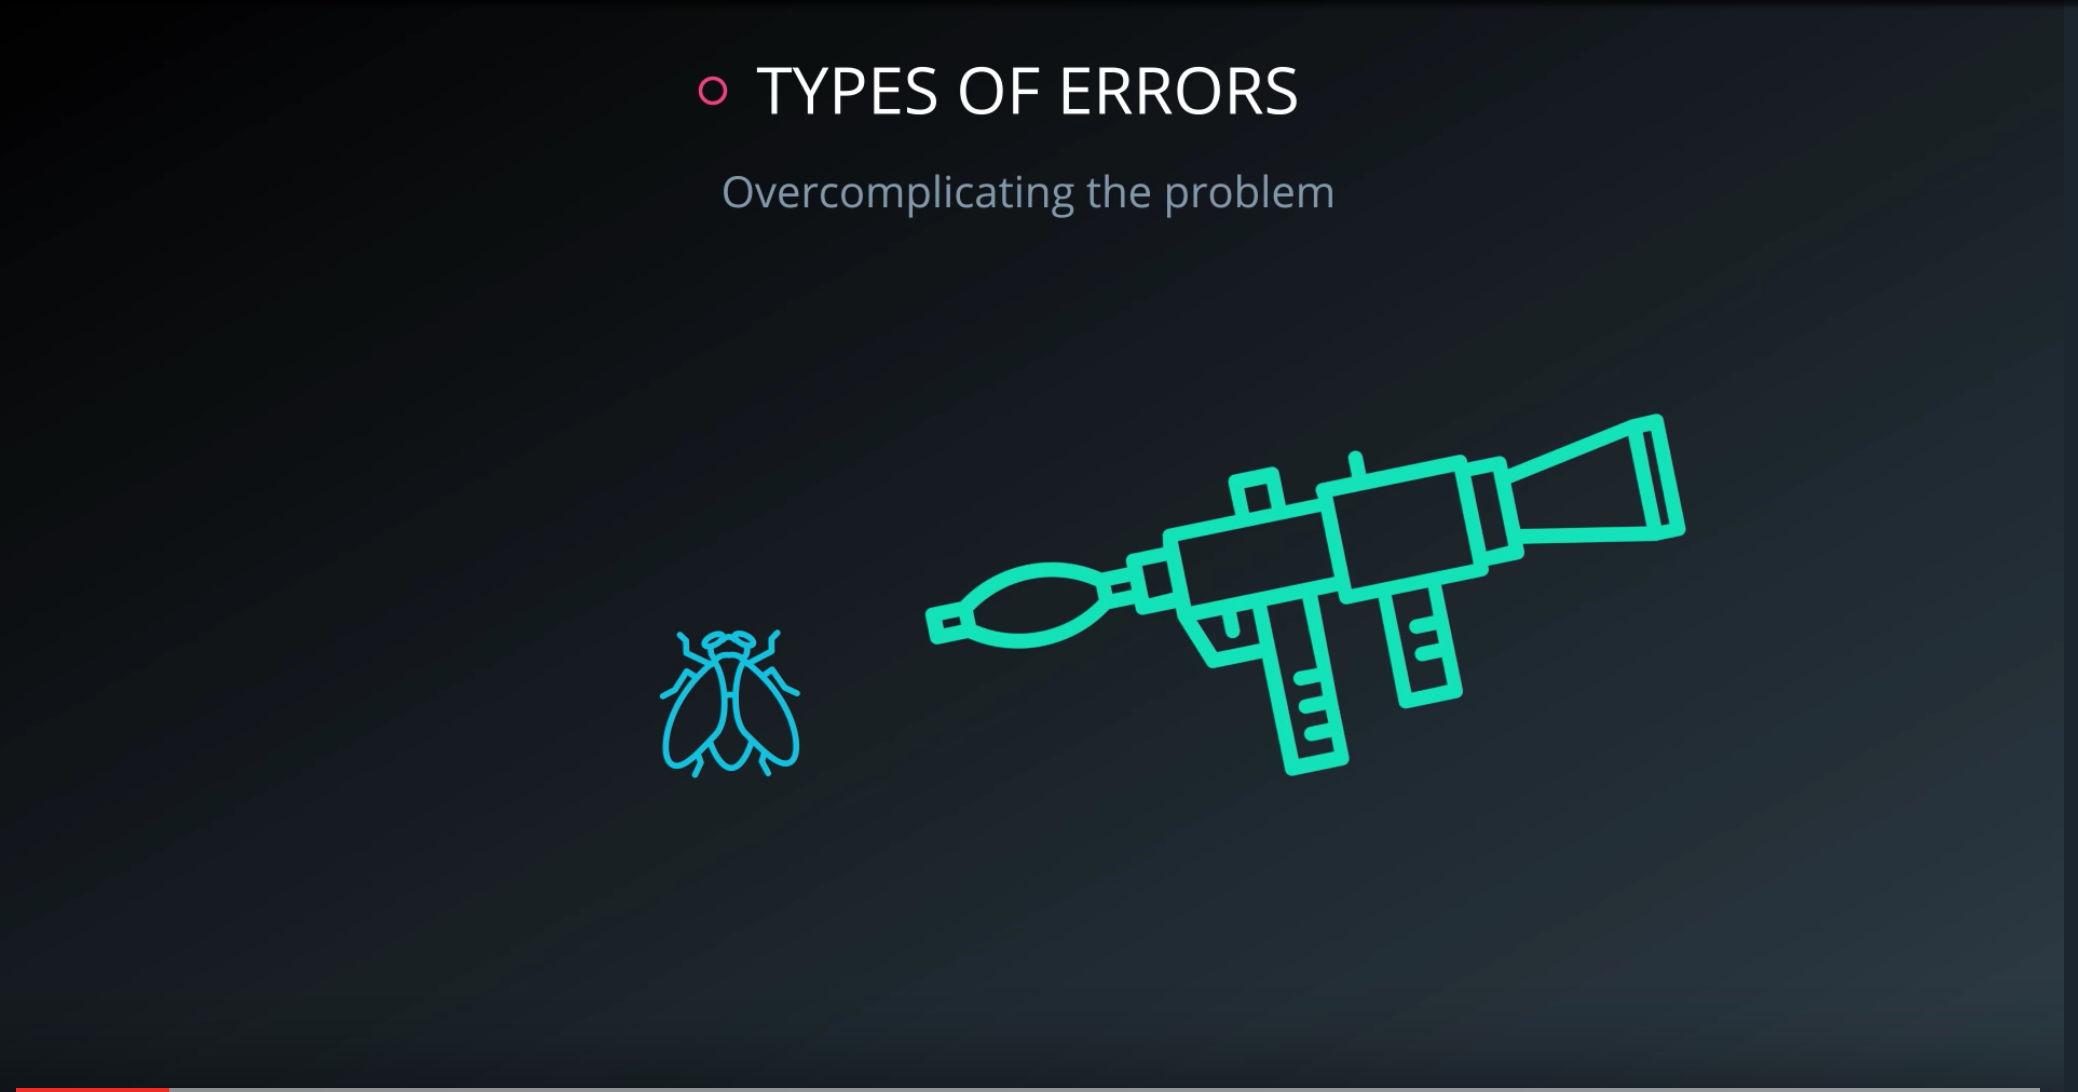 TYPES OF ERRORS
Overcomplicating the problem